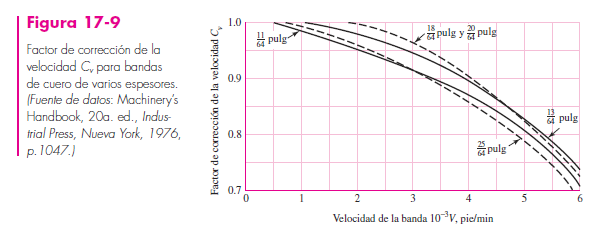 Figura 17-9
Factor de corrección de la
velocidad Cv para bandas
de cuero de varios espesores.
(Fuente de datos: Machinery's
Handbook, 20a. ed., Indus-
trial Press, Nueva York, 1976,
p. 1047.)
Factor de corrección de la velocidad Cv
1.0
0.9
0.8
0.7
11/64 pulg
18/64 pulg y 20/64 pulg
13/64 pulg
25/64 pulg
0 1 2 3 4 5 6
Velocidad de la banda 10⁻³V, pie/min